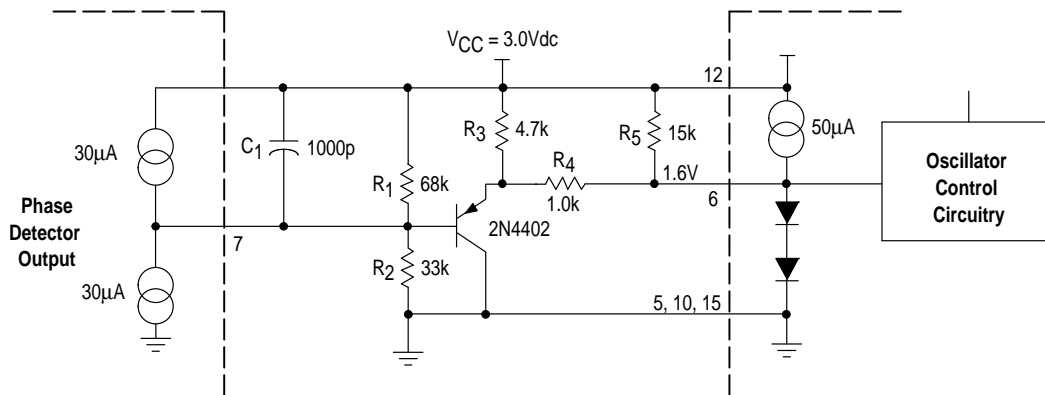 VCC = 3.0Vdc
12
30µA
C1
1000p
R1
68k
R3
4.7k
R4
1.0k
R5
15k
1.6V
6
50µA
Oscillator
Control
Circuitry
Phase
Detector
Output
7
2N4402
R2
33k
30µA
5, 10, 15